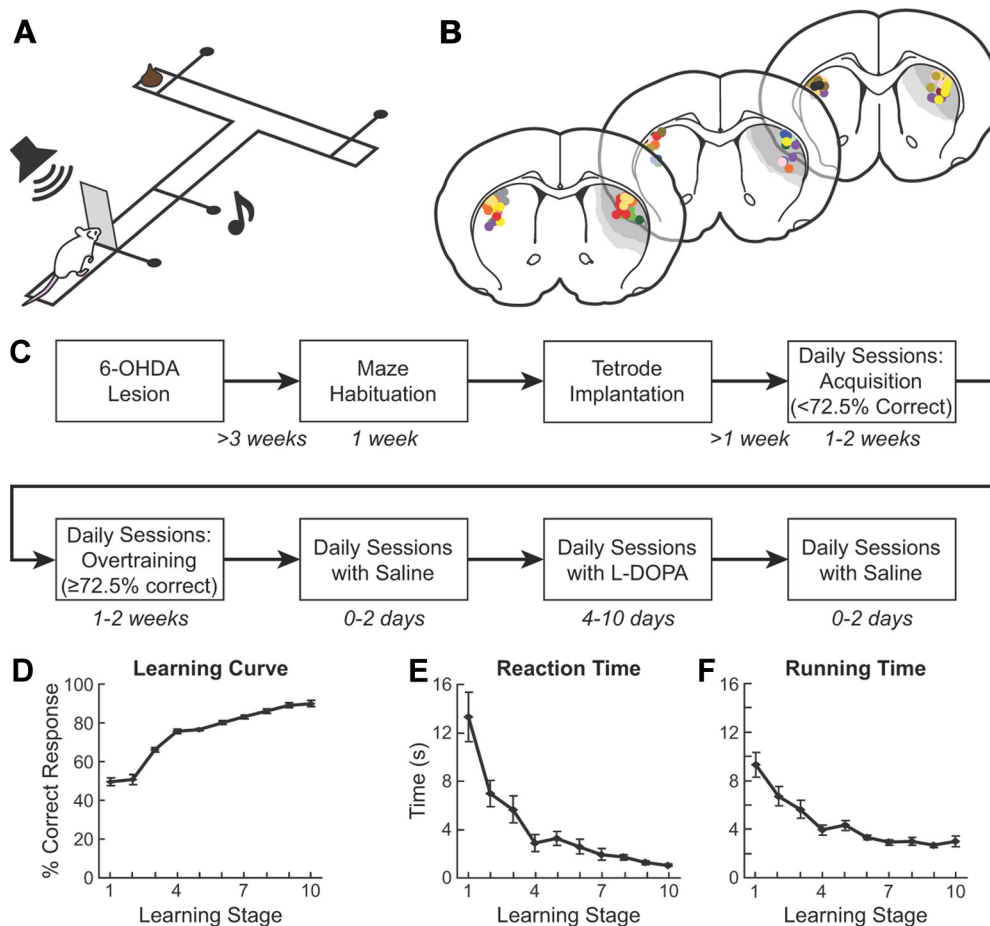 A
B
C
6-OHDA
Lesion
>3 weeks
Maze
Habituation
1 week
Tetrode
Implantation
>1 week
Daily Sessions:
Acquisition
(<72.5% Correct)
1-2 weeks
Daily Sessions:
Overtraining
(≥72.5% correct)
1-2 weeks
Daily Sessions
with Saline
0-2 days
Daily Sessions
with L-DOPA
4-10 days
Daily Sessions
with Saline
0-2 days
D
Learning Curve
% Correct Response
100
80
60
40
20
0
1
4
7
10
Learning Stage
E
Reaction Time
Time (s)
16
12
8
4
0
1
4
7
10
Learning Stage
F
Running Time
16
12
8
4
0
1
4
7
10
Learning Stage